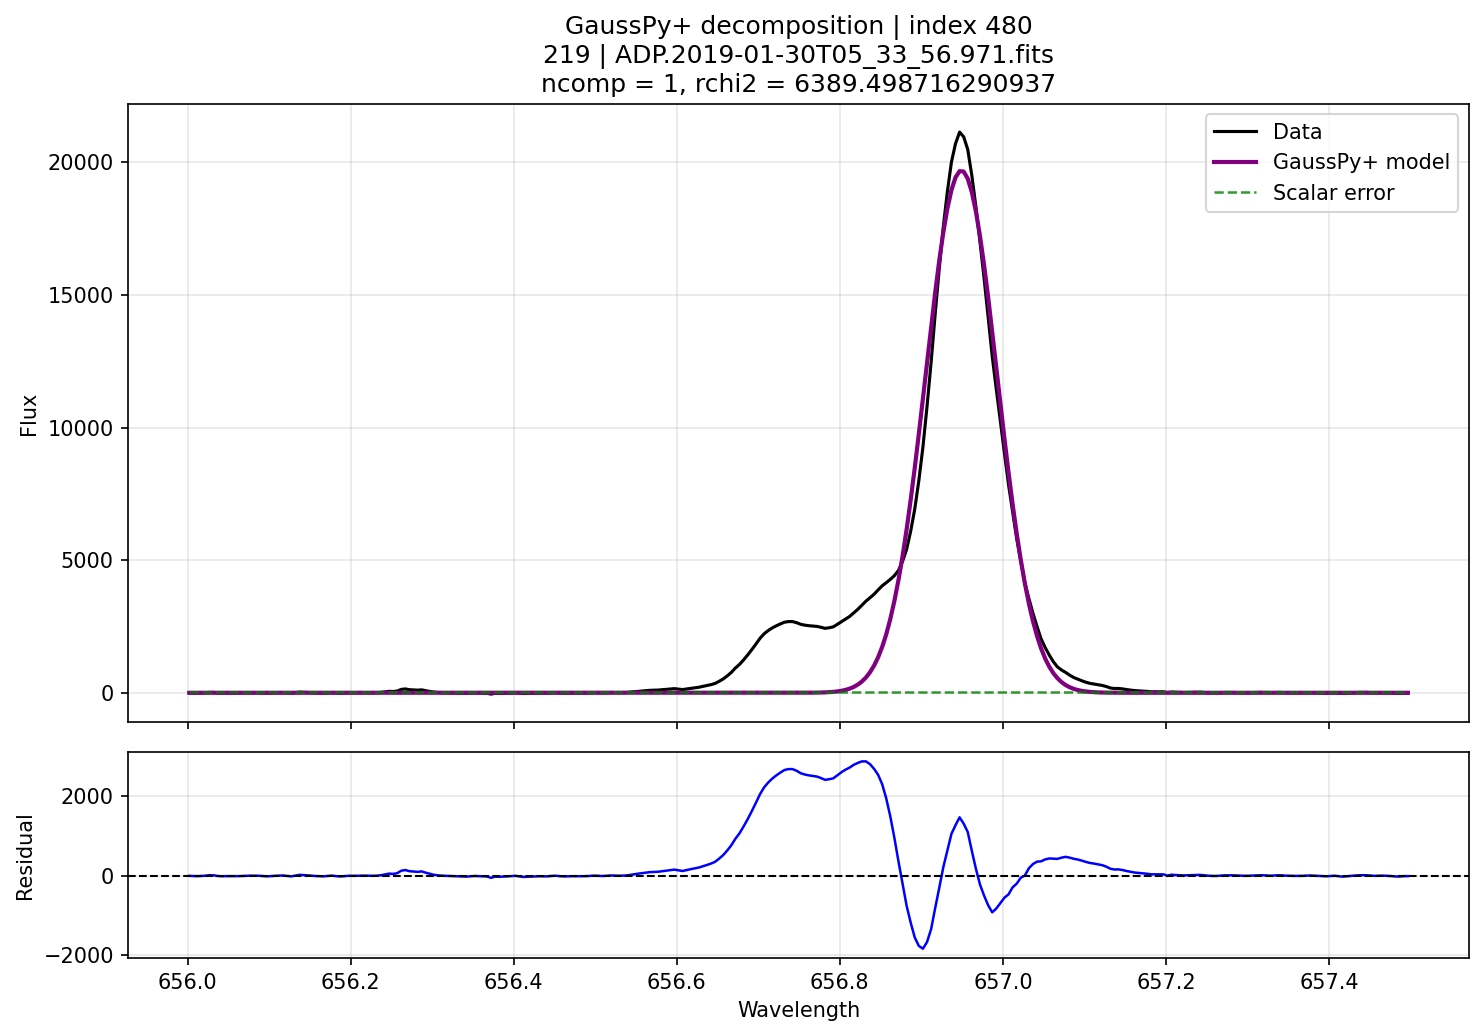 GaussPy+ decomposition | index 480
219 | ADP.2019-01-30T05_33_56.971.fits
ncomp = 1, rchi2 = 6389.498716290937
Data
GaussPy+ model
Scalar error
Flux
20000
15000
10000
5000
0
Residual
2000
0
−2000
656.0 656.2 656.4 656.6 656.8 657.0 657.2 657.4
Wavelength